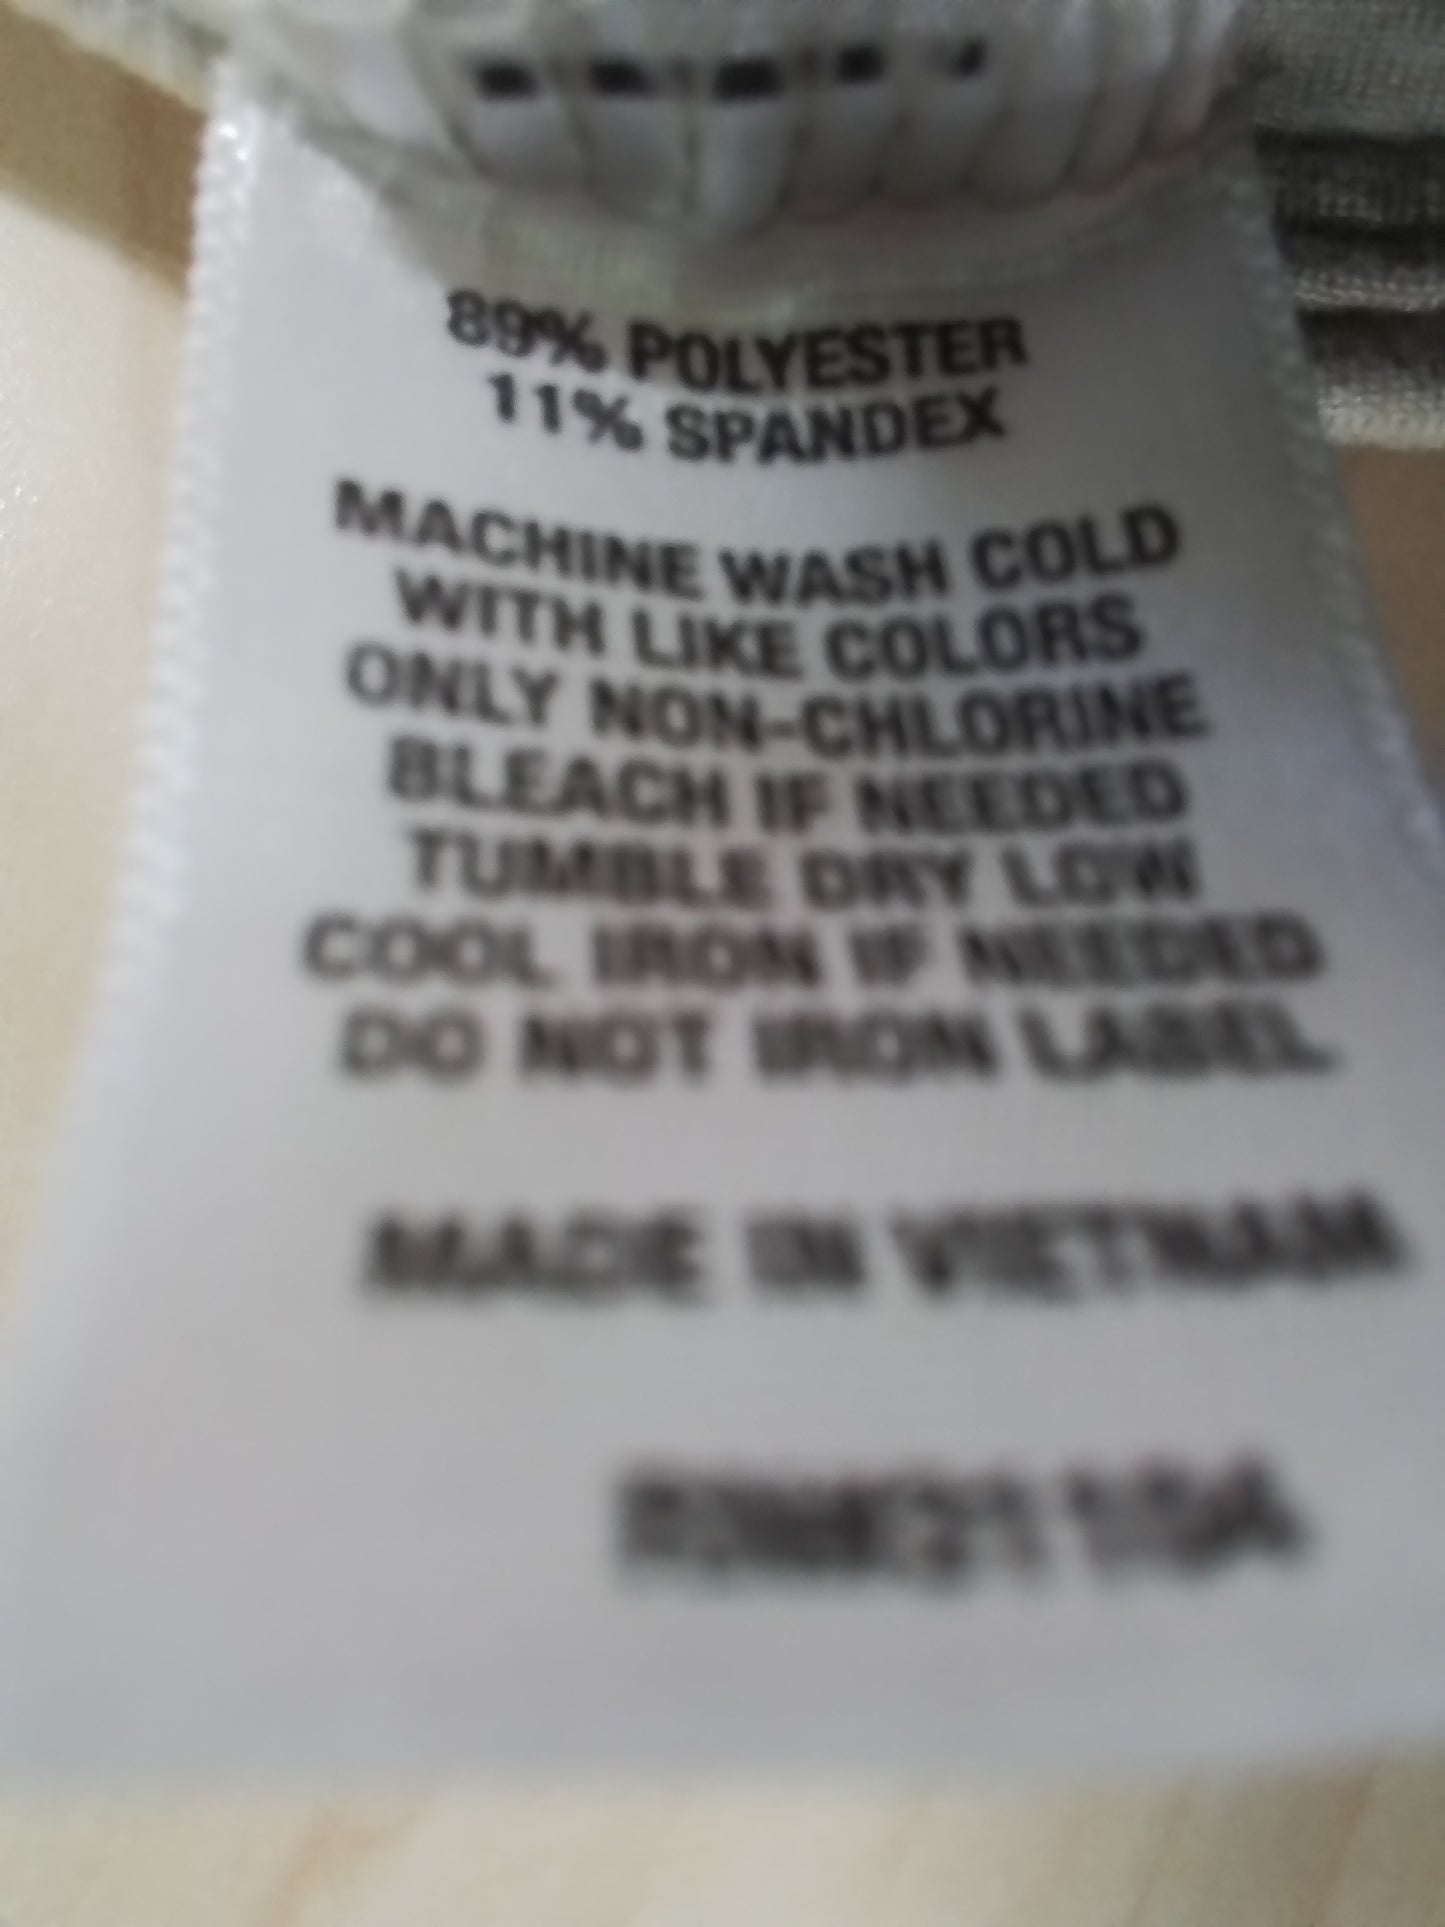 89% POLYESTER
11% SPANDEX
MACHINE WASH COLD
WITH LIKE COLORS
ONLY NON-CHLORINE
BLEACH IF NEEDED
TUMBLE DRY LOW
COOL IRON IF NEEDED
DO NOT IRON LABEL
MADE IN VIETNAM